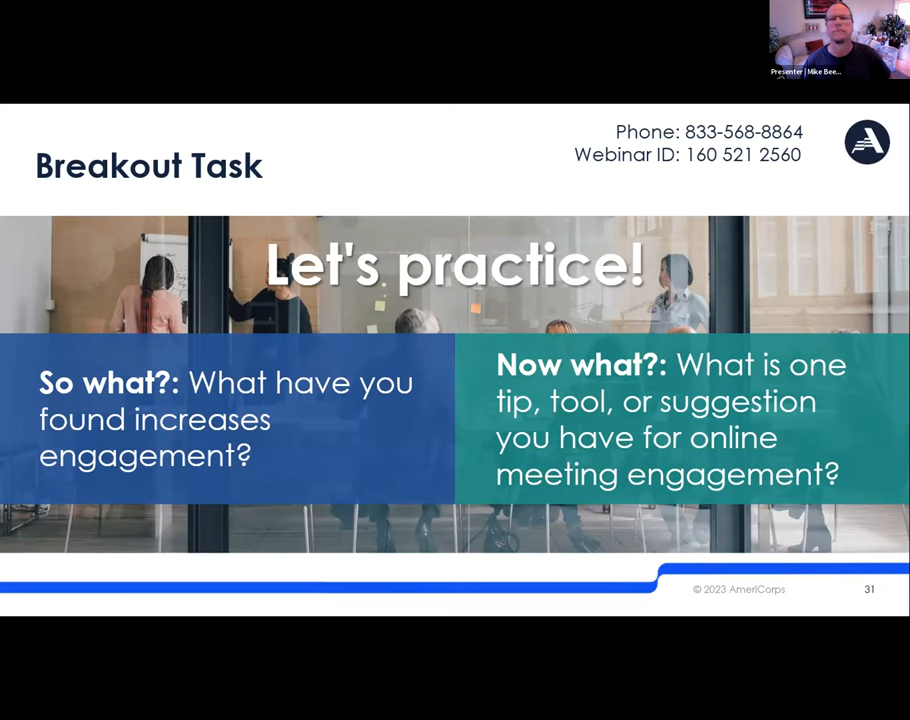 Presenter | Mike Bee...
Phone: 833-568-8864
Webinar ID: 160 521 2560
Breakout Task
Let's practice!
So what?: What have you
found increases
engagement?
Now what?: What is one
tip, tool, or suggestion
you have for online
meeting engagement?
© 2023 AmeriCorps
31